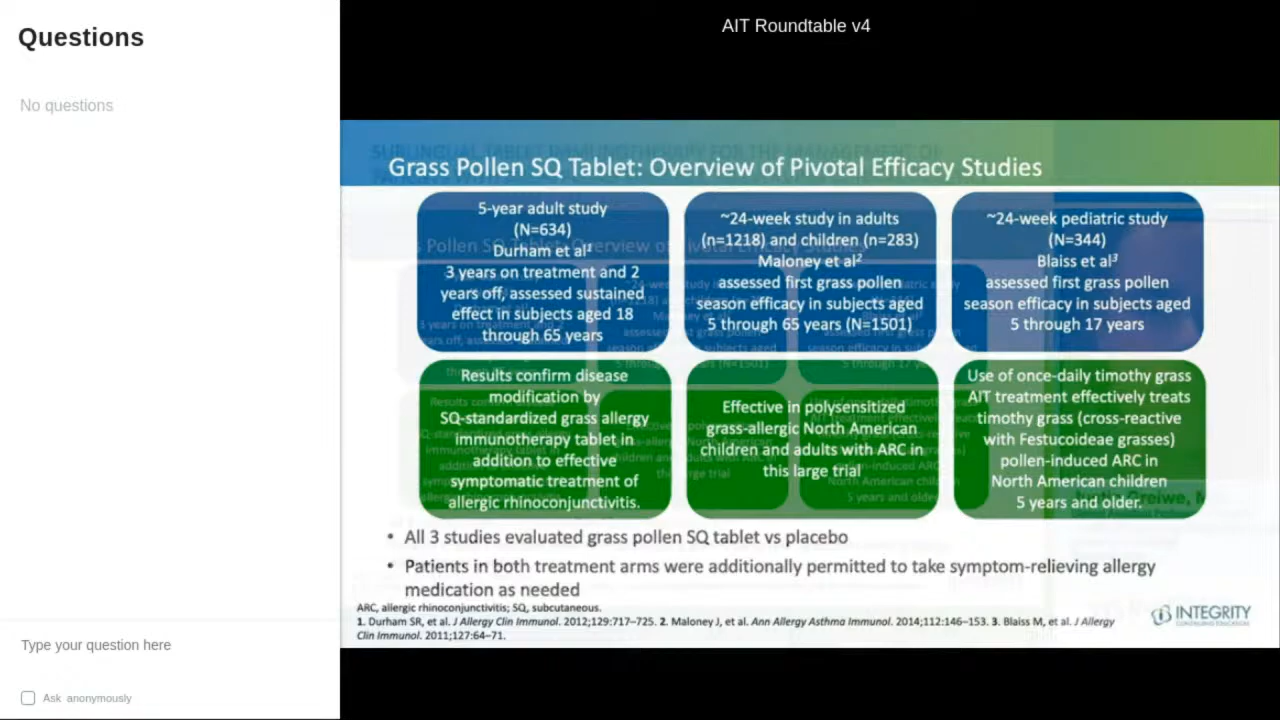 Questions
No questions
Type your question here
Ask anonymously
AIT Roundtable v4
Grass Pollen SQ Tablet: Overview of Pivotal Efficacy Studies
5-year adult study
(N=634)
Durham et al¹
3 years on treatment and 2
years off, assessed sustained
effect in subjects aged 18
through 65 years
~24-week study in adults
(n=1218) and children (n=283)
Maloney et al²
assessed first grass pollen
season efficacy in subjects aged
5 through 65 years (N=1501)
~24-week pediatric study
(N=344)
Blaiss et al³
assessed first grass pollen
season efficacy in subjects aged
5 through 17 years
Results confirm disease
modification by
SQ-standardized grass allergy
immunotherapy tablet in
addition to effective
symptomatic treatment of
allergic rhinoconjunctivitis.
Effective in polysensitized
grass-allergic North American
children and adults with ARC in
this large trial
Use of once-daily timothy grass
AIT treatment effectively treats
timothy grass (cross-reactive
with Festucoideae grasses)
pollen-induced ARC in
North American children
5 years and older.
• All 3 studies evaluated grass pollen SQ tablet vs placebo
• Patients in both treatment arms were additionally permitted to take symptom-relieving allergy
medication as needed
ARC, allergic rhinoconjunctivitis; SQ, subcutaneous.
1. Durham SR, et al. J Allergy Clin Immunol. 2012;129:717–725. 2. Maloney J, et al. Ann Allergy Asthma Immunol. 2014;112:146–153. 3. Blaiss M, et al. J Allergy
Clin Immunol. 2011;127:64–71.
INTEGRITY
CONTINUING EDUCATION